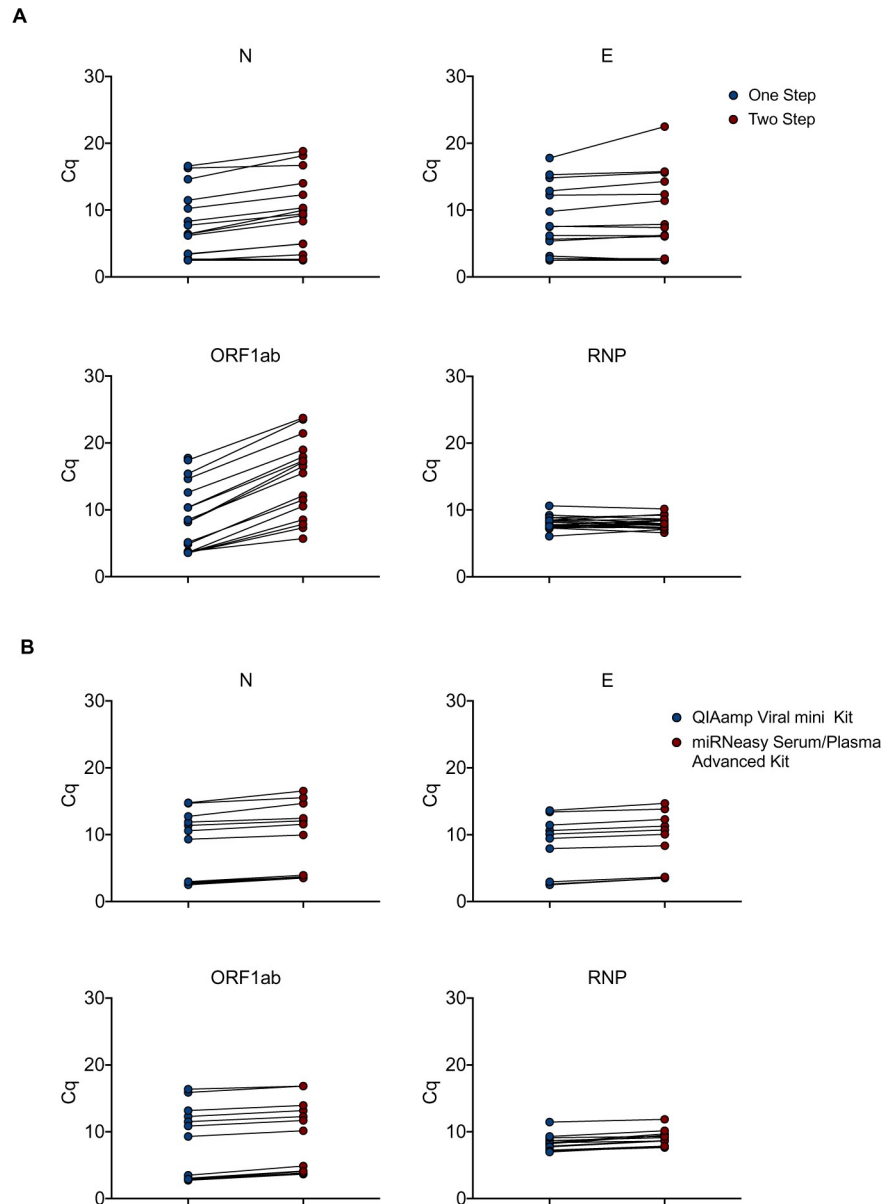 A
N
E
30
20
10
0
Cq
30
20
10
0
Cq
One Step
Two Step
ORF1ab
RNP
30
20
10
0
Cq
30
20
10
0
Cq
B
N
E
30
20
10
0
Cq
30
20
10
0
Cq
QIAamp Viral mini Kit
miRNeasy Serum/Plasma
Advanced Kit
ORF1ab
RNP
30
20
10
0
Cq
30
20
10
0
Cq